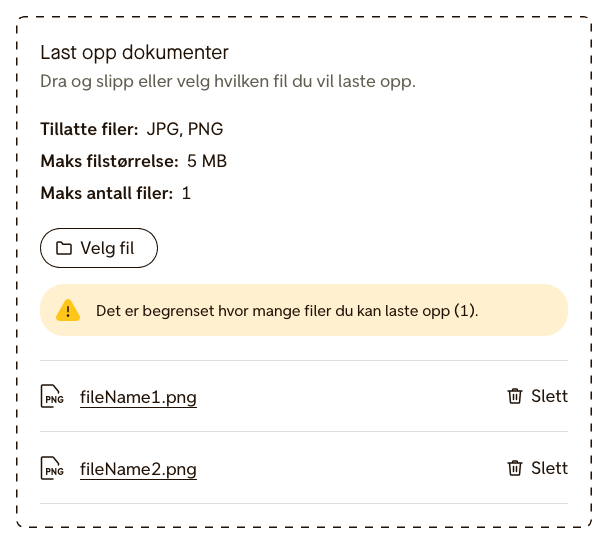 Last opp dokumenter
Dra og slipp eller velg hvilken fil du vil laste opp.
Tillatte filer: JPG, PNG
Maks filstørrelse: 5 MB
Maks antall filer: 1
Velg fil
Det er begrenset hvor mange filer du kan laste opp (1).
PNG fileName1.png Slett
PNG fileName2.png Slett